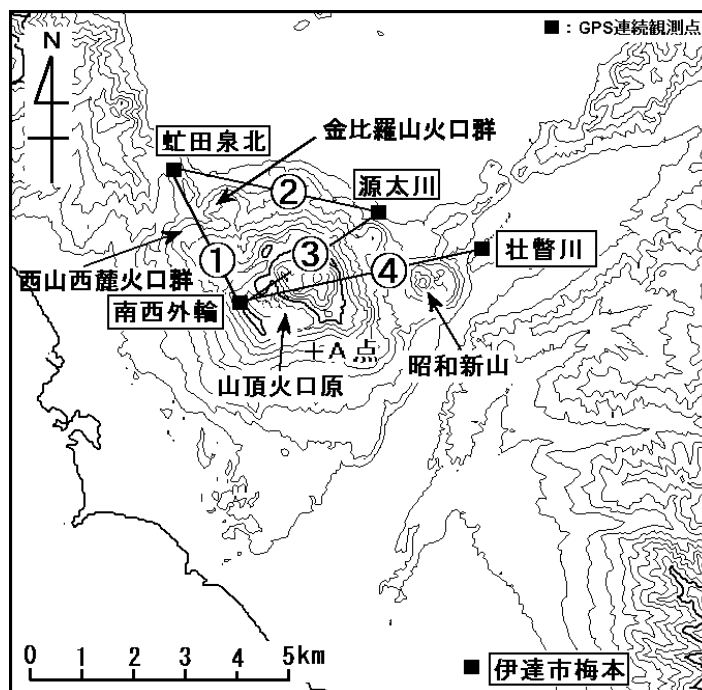 ■：GPS連続観測点
N
金比羅山火口群
虻田泉北
②
源太川
壮瞥川
③
①
④
西山西麓火口群
南西外輪
＋A点
昭和新山
山頂火口原
0 1 2 3 4 5km
■ 伊達市梅本